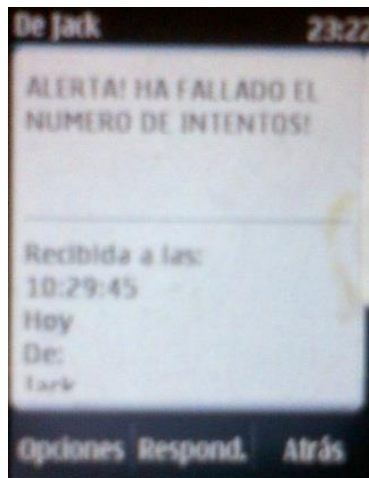 De Jack 23:22
ALERTA! HA FALLADO EL
NUMERO DE INTENTOS!
Recibida a las:
10:29:45
Hoy
De:
Jack
Opciones Respond. Atrás